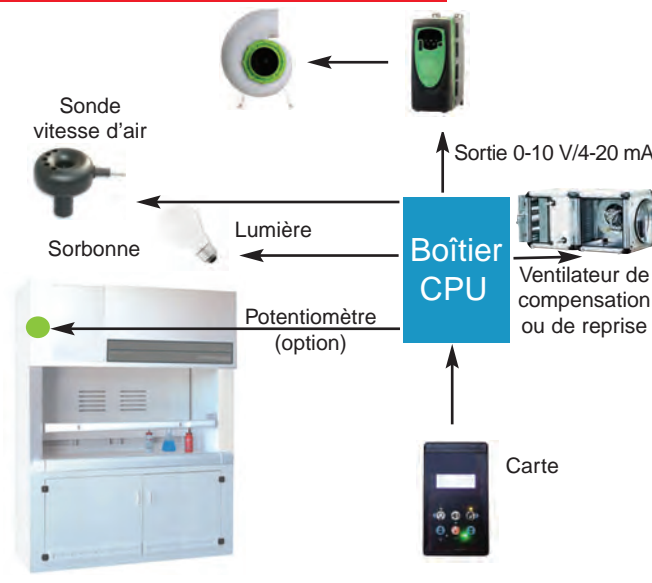 Sonde
vitesse d'air
Sortie 0-10 V/4-20 mA
Lumière
Sorbonne
Boîtier
CPU
Ventilateur de
compensation
ou de reprise
Potentiomètre
(option)
Carte